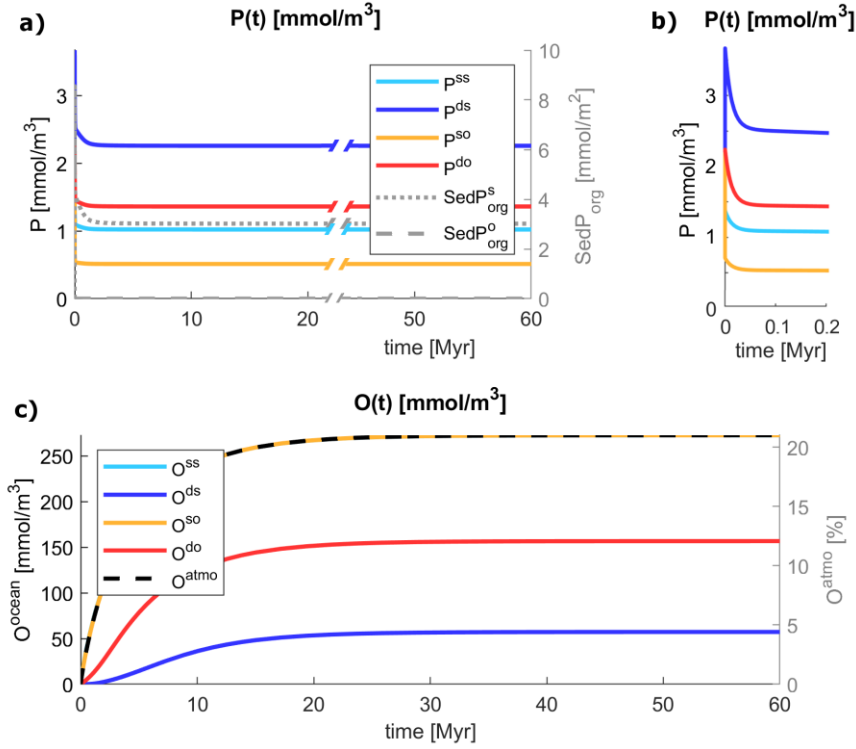 a)
P(t) [mmol/m³]
P [mmol/m³]
3
2
1
0
10
8
6
4
2
0
SedP_org [mmol/m²]
P^ss
P^ds
P^so
P^do
SedP^s_org
SedP^o_org
0 10 20 50 60
time [Myr]
b)
P(t) [mmol/m³]
P [mmol/m³]
3
2
1
0
0 0.1 0.2
time [Myr]
c)
O(t) [mmol/m³]
O^ocean [mmol/m³]
250
200
150
100
50
0
O^ss
O^ds
O^so
O^do
O^atmo
20
15
10
5
0
O^atmo [%]
0 10 20 30 40 50 60
time [Myr]